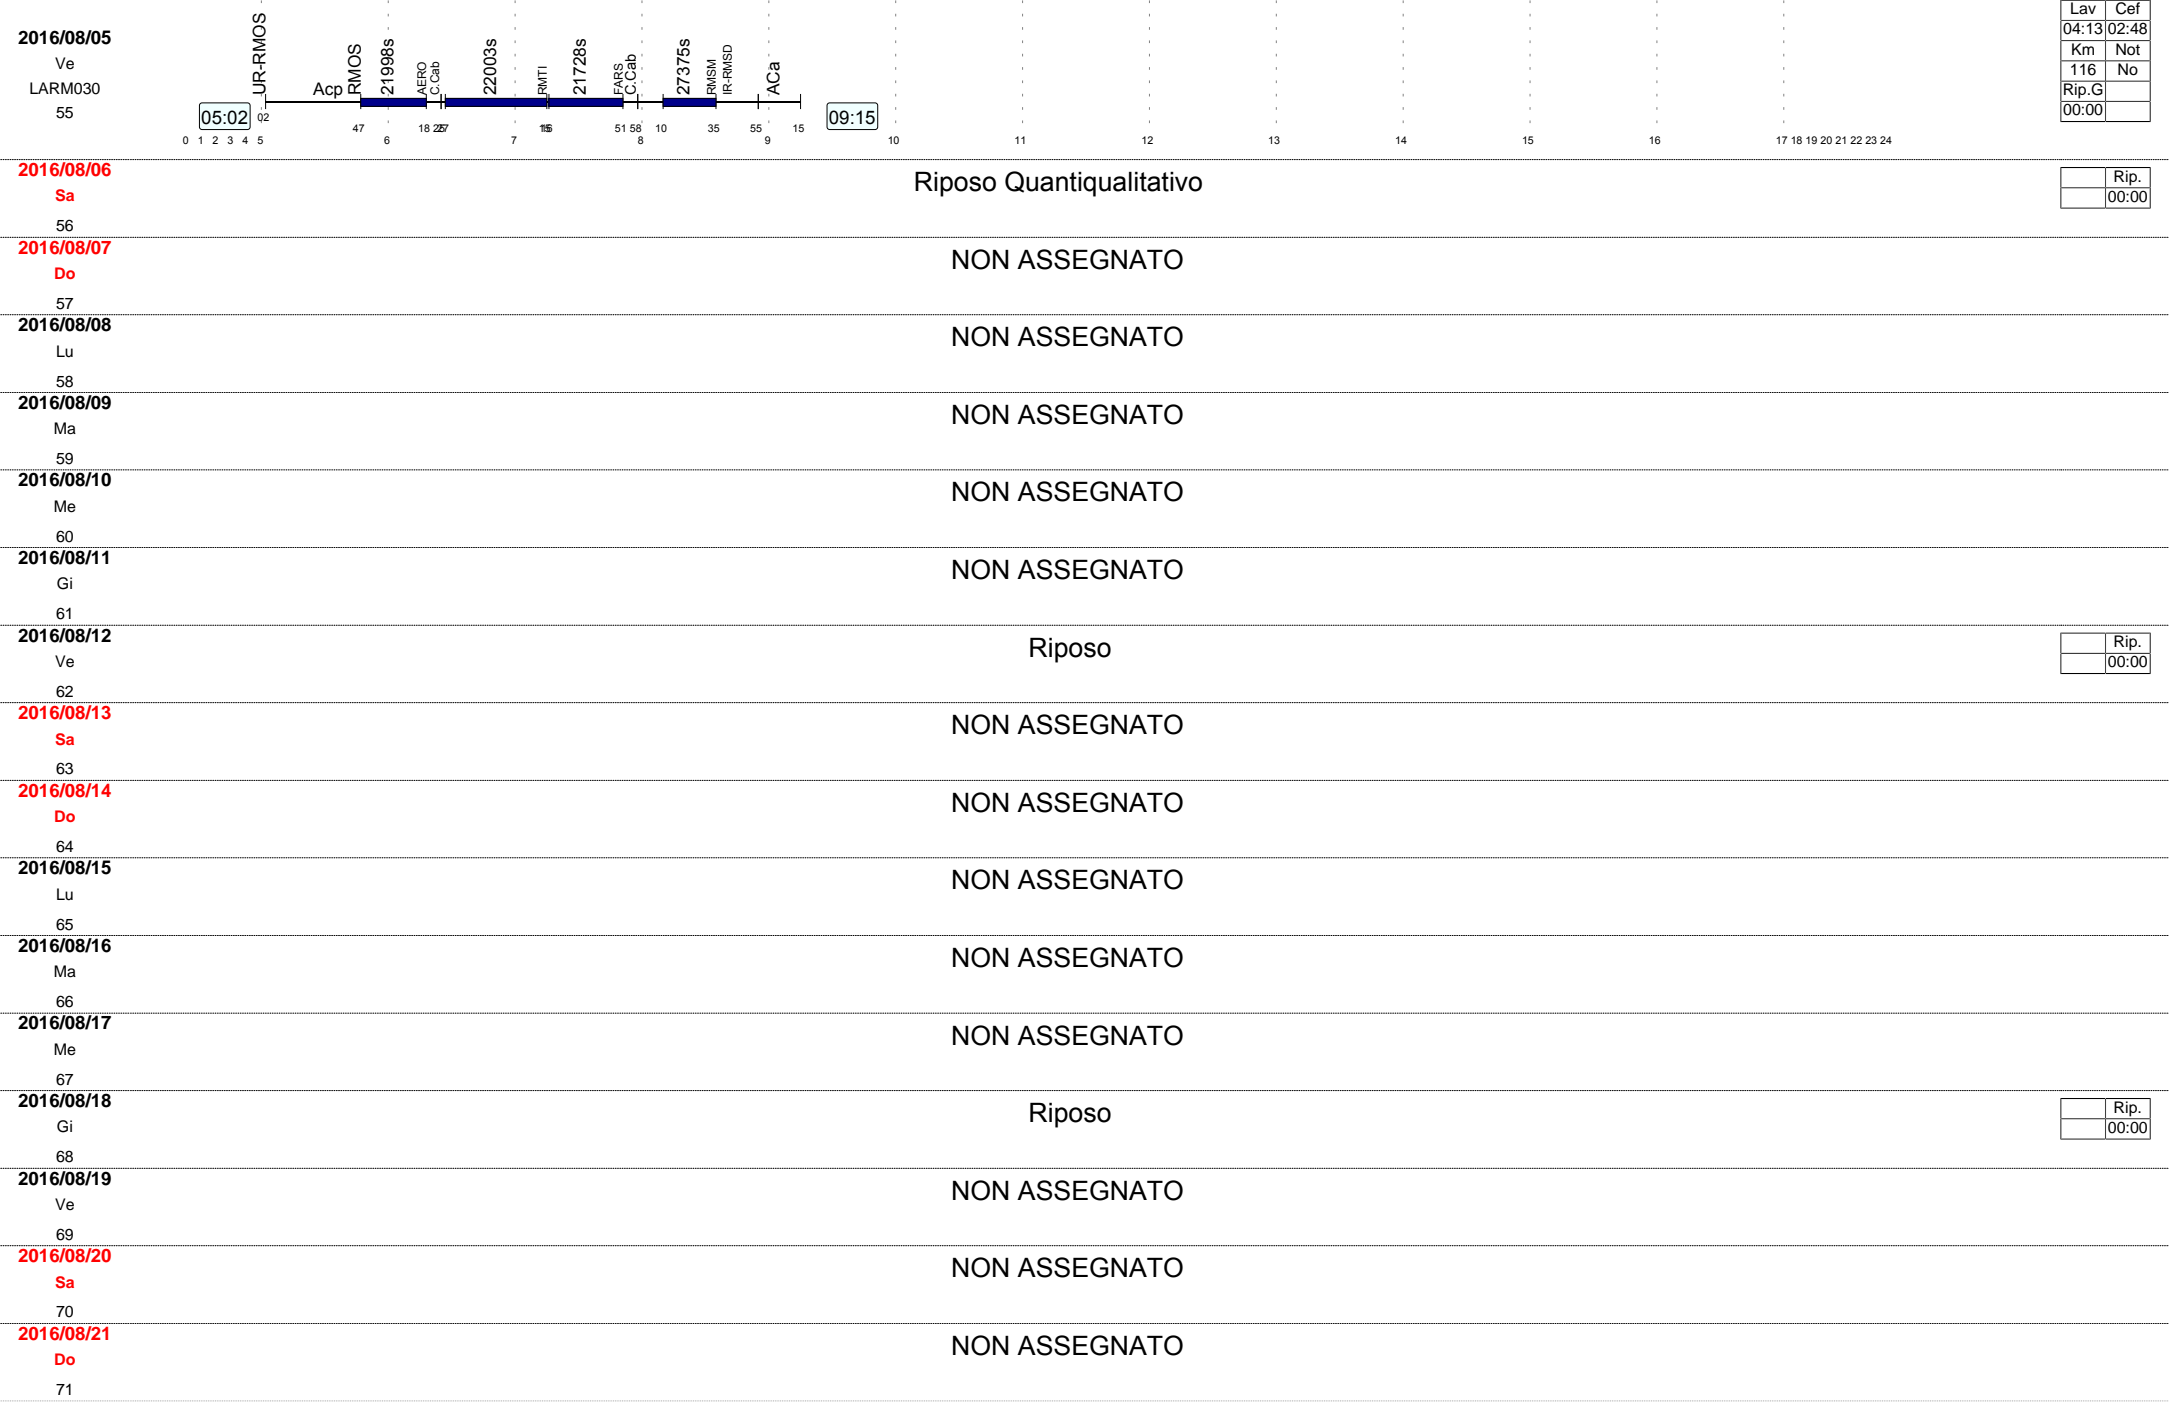 2016/08/05
Ve
LARM030
55
05:02
UR-RMOS
Acp
RMOS
21998s
AERO
C.Cab
22003s
RMTI
21728s
FARS
C.Cab
27375s
RMSM
IR-RMSD
ACa
09:15
02
47 18 27 51 58 10 35 55 15
0 1 2 3 4 5 6 7 8 9 10 11 12 13 14 15 16 17 18 19 20 21 22 23 24
Lav Cef
04:13 02:48
Km Not
116 No
Rip.G
00:00
2016/08/06
Sa
56
Riposo Quantiqualitativo
Rip.
00:00
2016/08/07
Do
57
NON ASSEGNATO
2016/08/08
Lu
58
NON ASSEGNATO
2016/08/09
Ma
59
NON ASSEGNATO
2016/08/10
Me
60
NON ASSEGNATO
2016/08/11
Gi
61
NON ASSEGNATO
2016/08/12
Ve
62
Riposo
Rip.
00:00
2016/08/13
Sa
63
NON ASSEGNATO
2016/08/14
Do
64
NON ASSEGNATO
2016/08/15
Lu
65
NON ASSEGNATO
2016/08/16
Ma
66
NON ASSEGNATO
2016/08/17
Me
67
NON ASSEGNATO
2016/08/18
Gi
68
Riposo
Rip.
00:00
2016/08/19
Ve
69
NON ASSEGNATO
2016/08/20
Sa
70
NON ASSEGNATO
2016/08/21
Do
71
NON ASSEGNATO